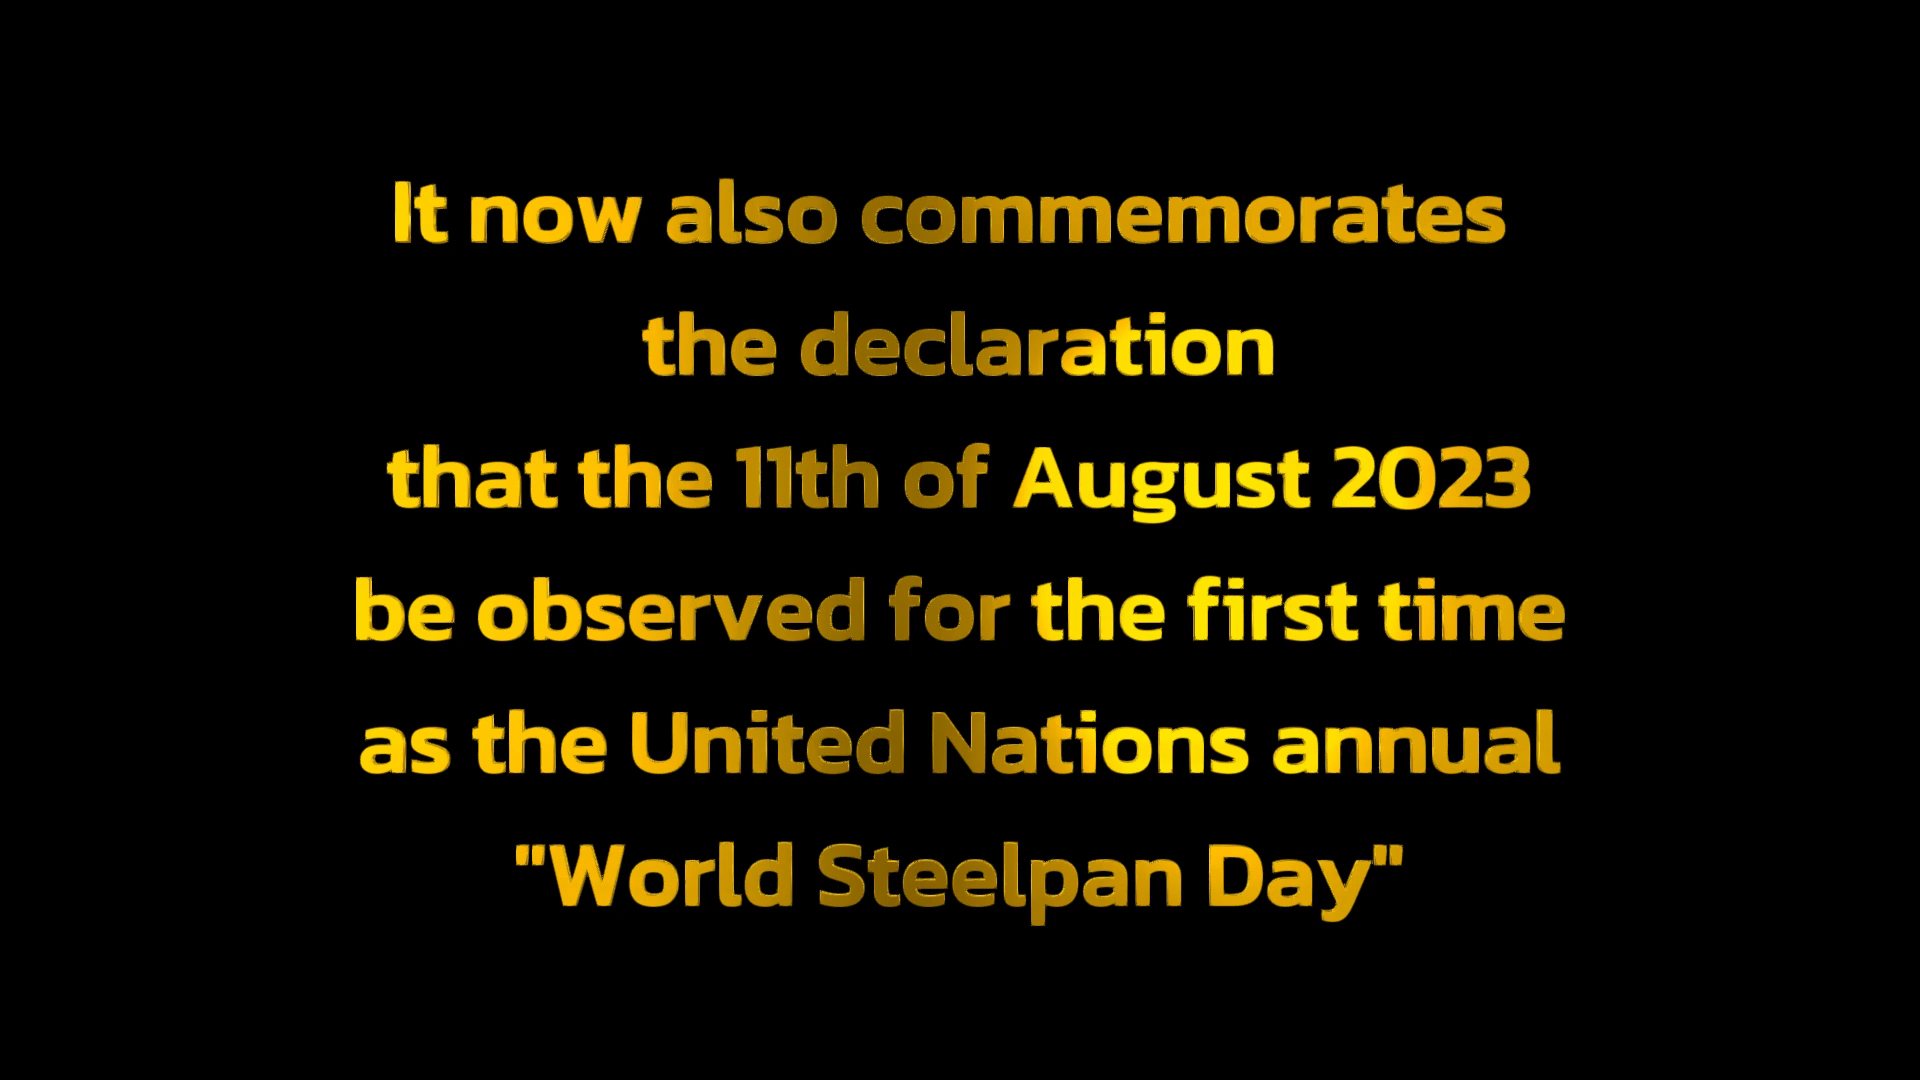 It now also commemorates
the declaration
that the 11th of August 2023
be observed for the first time
as the United Nations annual
"World Steelpan Day"